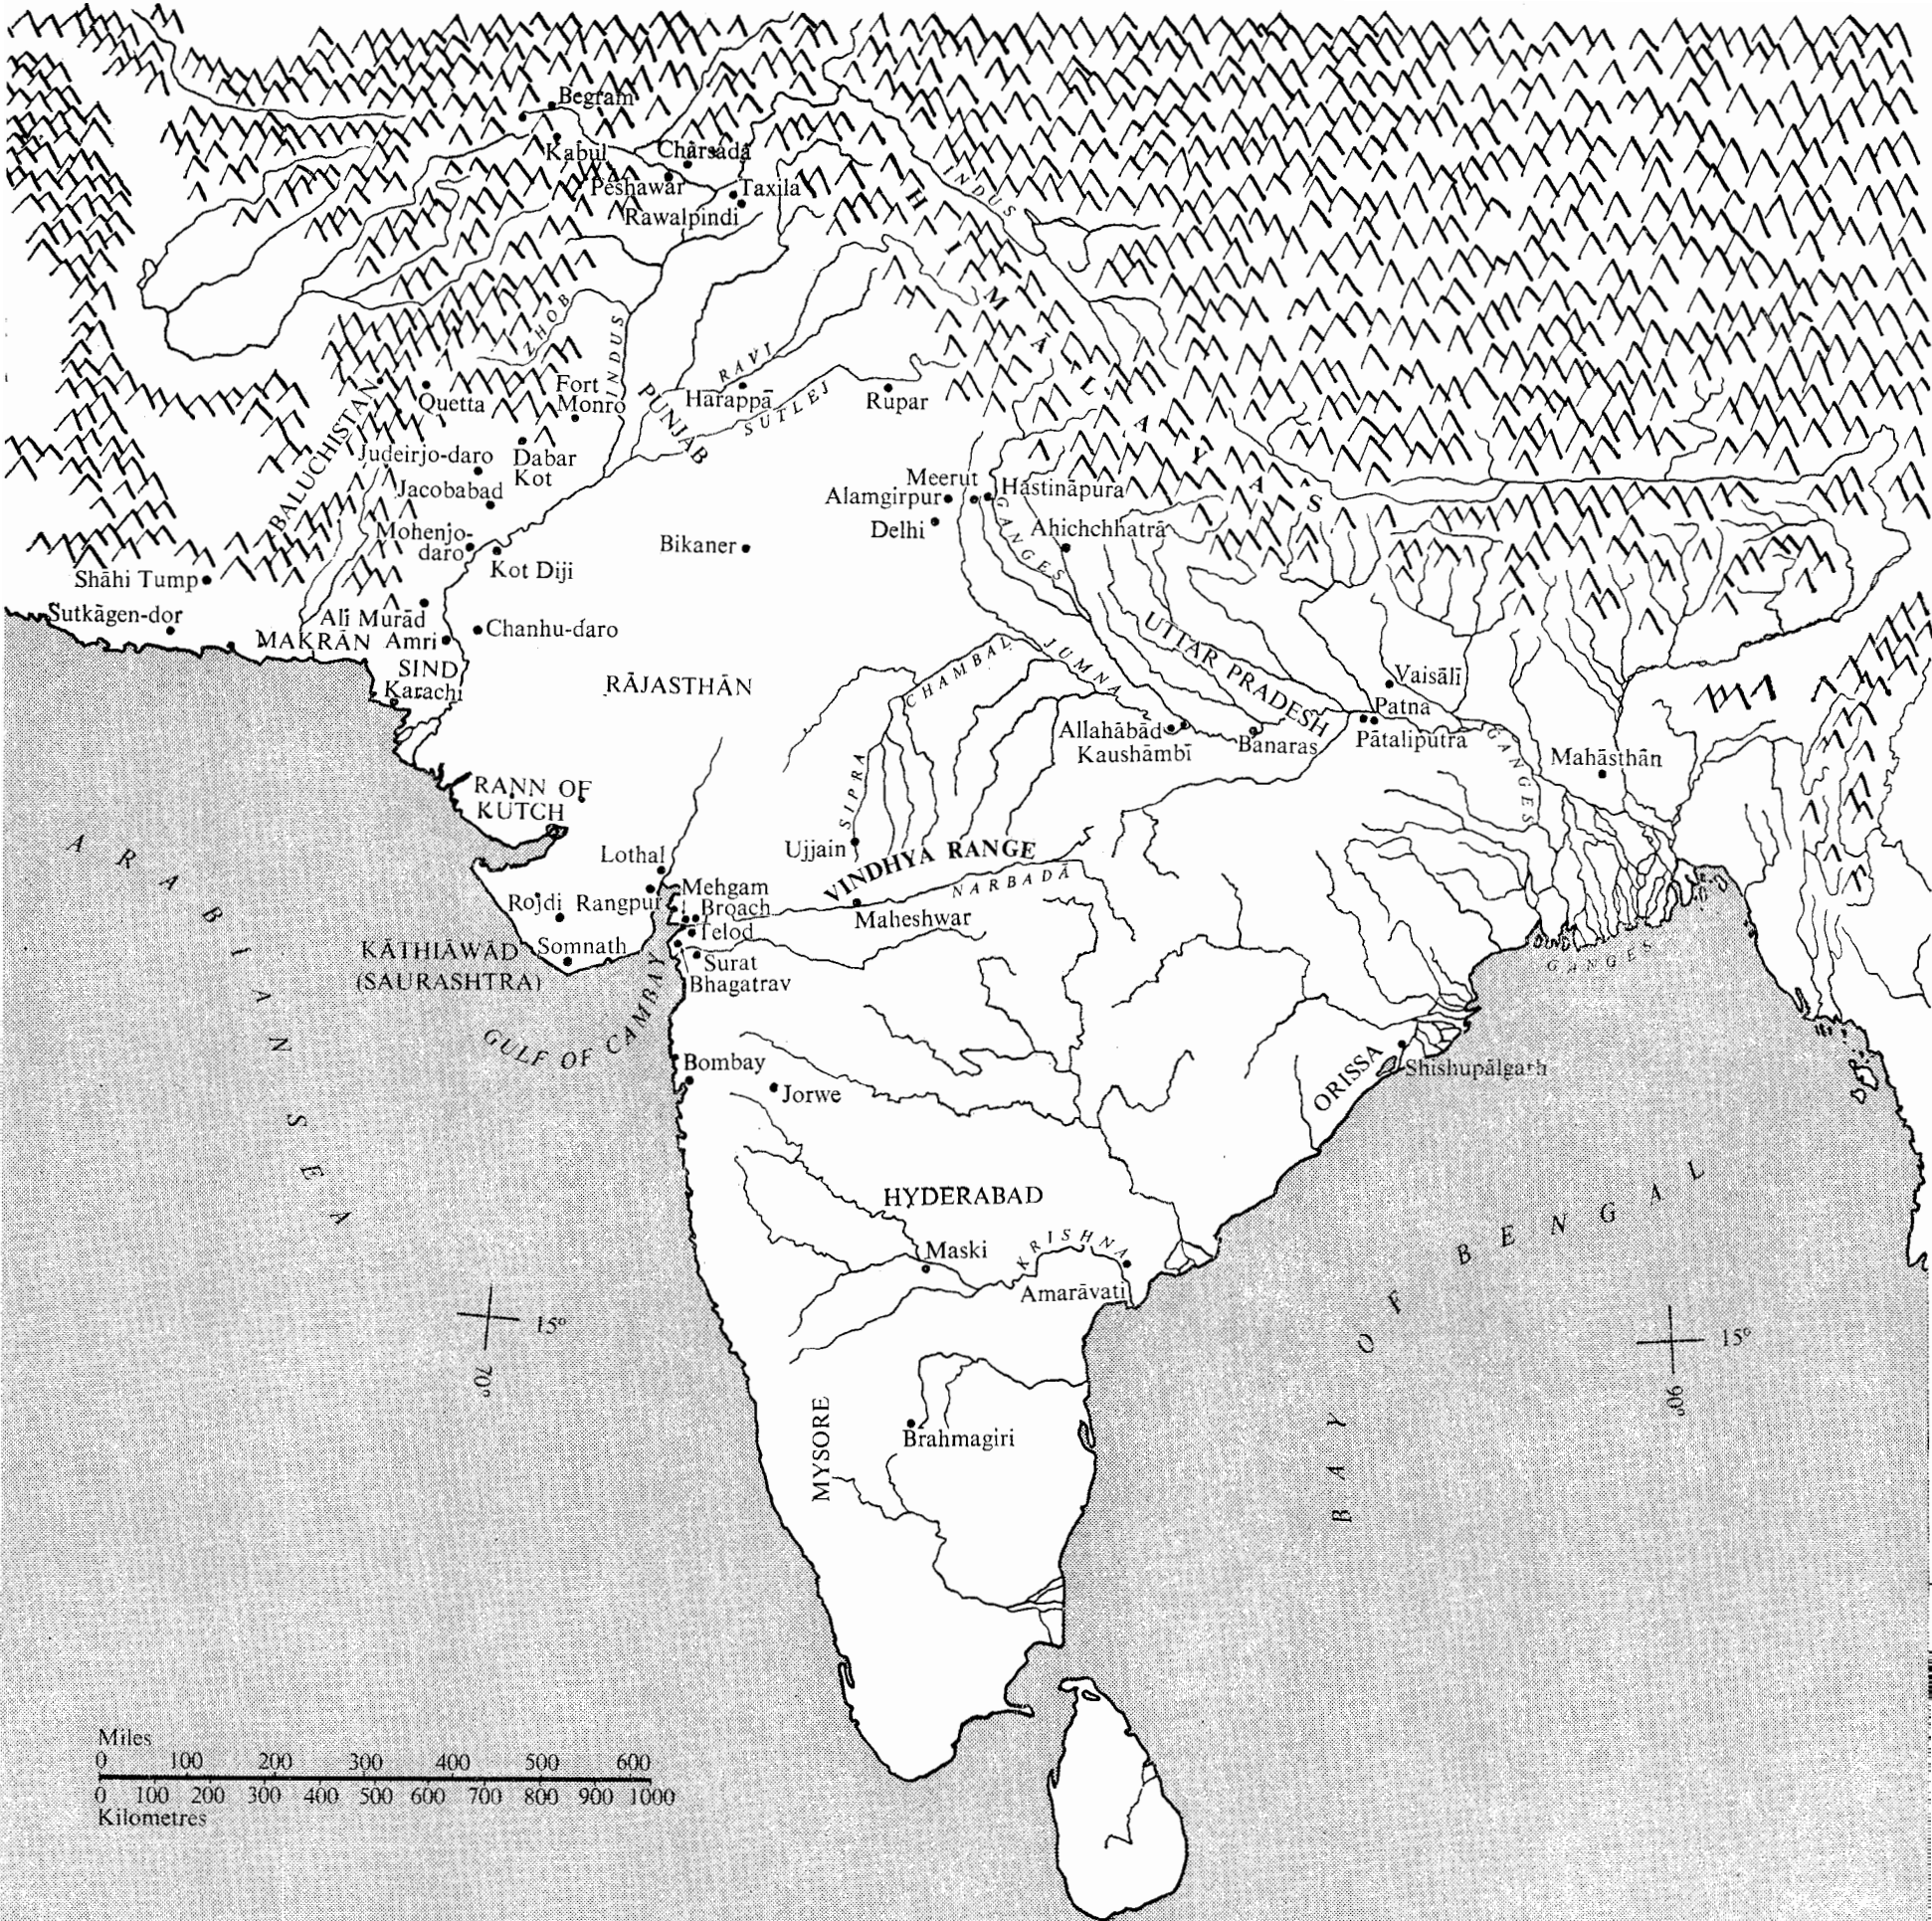 Begram
Kabul
Chārsada
Peshawar
Taxila
Rawalpindi
INDUS
HIMĀLAYAS
ZHOB
INDUS
RAVI
Fort
Monro
PUNJAB
Harappā
SUTLEJ
Rupar
Quetta
BALUCHISTAN
Judeirjo-daro
Dabar
Kot
Jacobabad
Meerut
Hastināpura
Alamgirpur
Delhi
GANGES
Ahichchhatrā
Mohenjo-
daro
Kot Diji
Bikaner
Shāhi Tump
Sutkāgen-dor
Ali Murād
Chanhu-daro
MAKRĀN
Amri
SIND
Karachi
RĀJASTHĀN
CHAMBAL
JUMNA
UTTAR PRADESH
Vaisālī
Patna
Pātaliputra
Allahābād
Kaushāmbī
Banaras
GANGES
Mahāsthān
RANN OF
KUTCH
SIPRA
Ujjain
VINDHYA RANGE
NARBADĀ
Maheshwar
Lothal
Mehgam
Rojdi
Rangpur
Broach
Telod
KĀTHIĀWĀD
(SAURASHTRA)
Somnath
Surat
Bhagatrav
GULF OF CAMBAY
GANGES
ARABIAN SEA
Bombay
Jorwe
ORISSA
Shishupālgarh
HYDERABAD
Maski
KRISHNA
Amarāvati
BAY OF BENGAL
15°
70°
15°
90°
MYSORE
Brahmagiri
Miles
0 100 200 300 400 500 600
0 100 200 300 400 500 600 700 800 900 1000
Kilometres